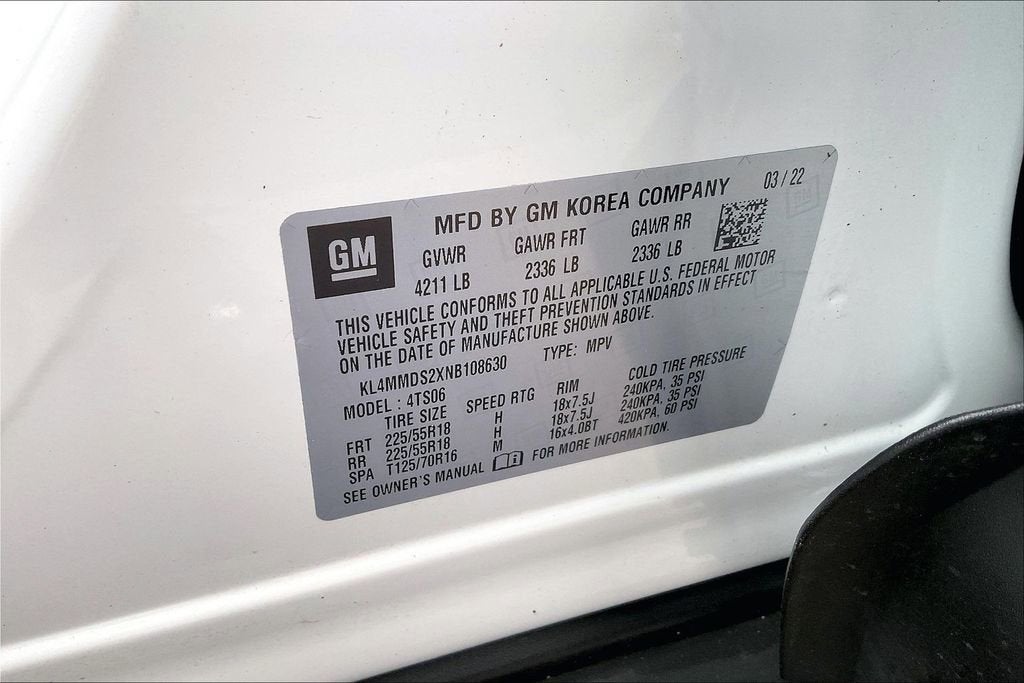 GM
MFD BY GM KOREA COMPANY 03 / 22
GVWR GAWR FRT GAWR RR
4211 LB 2336 LB 2336 LB
THIS VEHICLE CONFORMS TO ALL APPLICABLE U.S. FEDERAL MOTOR
VEHICLE SAFETY AND THEFT PREVENTION STANDARDS IN EFFECT
ON THE DATE OF MANUFACTURE SHOWN ABOVE.
KL4MMDS2XNB108630 TYPE: MPV
MODEL : 4TS06
TIRE SIZE SPEED RTG RIM COLD TIRE PRESSURE
FRT 225/55R18 H 18x7.5J 240KPA, 35 PSI
RR 225/55R18 H 18x7.5J 240KPA, 35 PSI
SPA T125/70R16 M 16x4.0BT 420KPA, 60 PSI
SEE OWNER'S MANUAL FOR MORE INFORMATION.